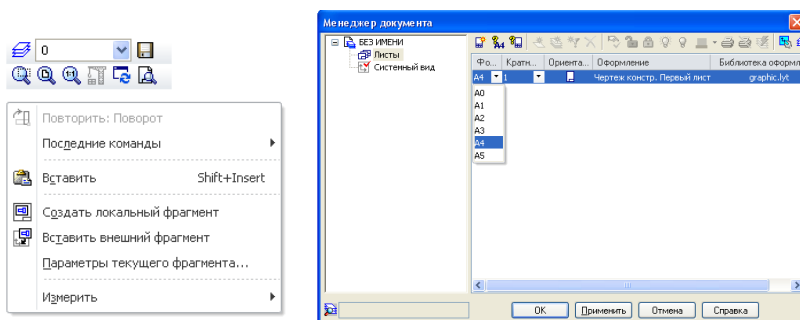 0
Повторить: Поворот
Последние команды
Вставить Shift+Insert
Создать локальный фрагмент
Вставить внешний фрагмент
Параметры текущего фрагмента...
Измерить
Менеджер документа
БЕЗ ИМЕНИ
Листы
Системный вид
Фо... Кратн... Ориента... Оформление Библиотека оформл
A4 1 Чертеж констр. Первый лист graphic.lyt
A0
A1
A2
A3
A4
A5
OK Применить Отмена Справка